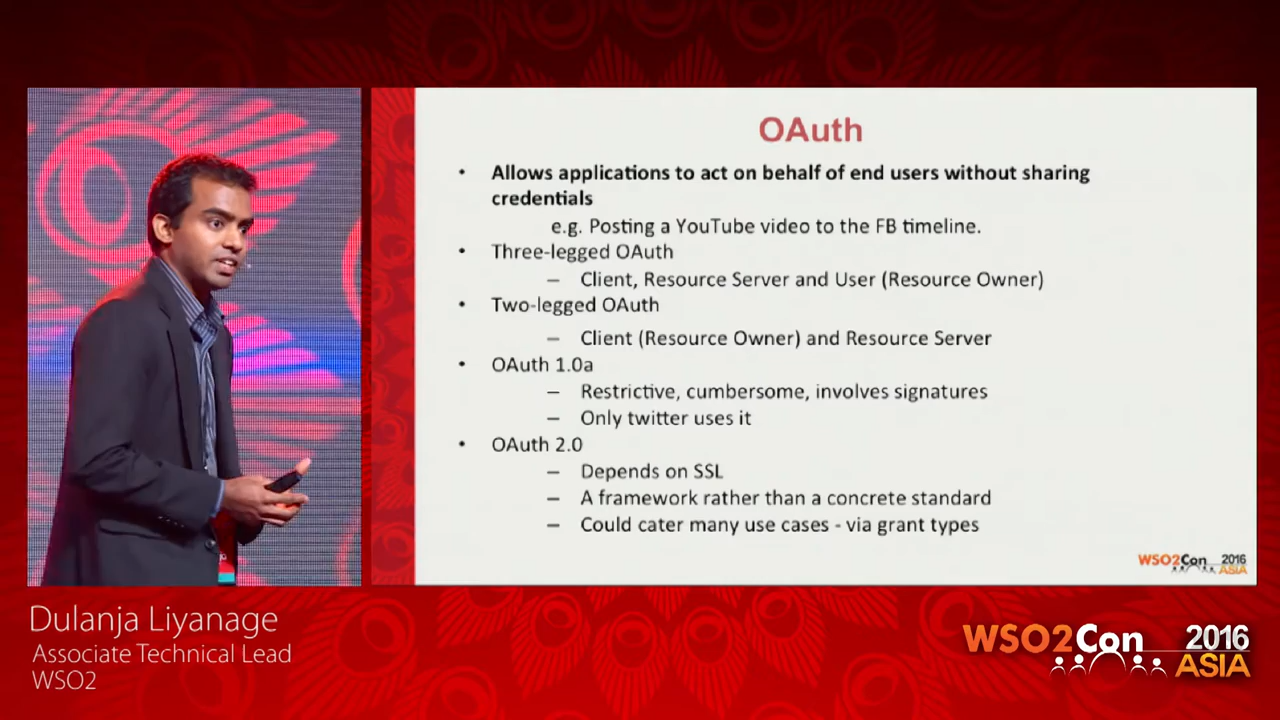 OAuth
• Allows applications to act on behalf of end users without sharing
credentials
e.g. Posting a YouTube video to the FB timeline.
• Three-legged OAuth
– Client, Resource Server and User (Resource Owner)
• Two-legged OAuth
– Client (Resource Owner) and Resource Server
• OAuth 1.0a
– Restrictive, cumbersome, involves signatures
– Only twitter uses it
• OAuth 2.0
– Depends on SSL
– A framework rather than a concrete standard
– Could cater many use cases - via grant types
WSO2Con 2016
ASIA
Dulanja Liyanage
Associate Technical Lead
WSO2
WSO2Con 2016
ASIA